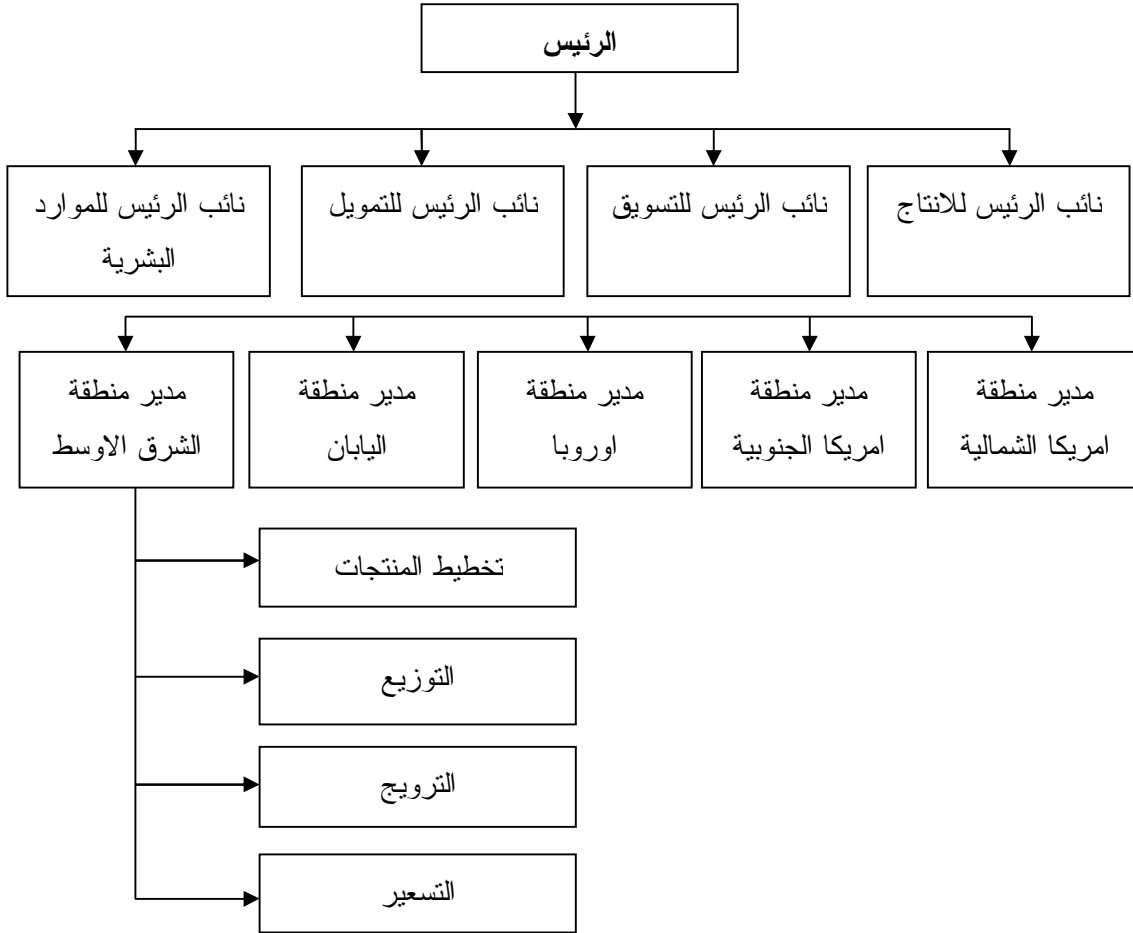 الرئيس
نائب الرئيس للانتاج
نائب الرئيس للتسويق
نائب الرئيس للتمويل
نائب الرئيس للموارد
البشرية
مدير منطقة
امريكا الشمالية
مدير منطقة
امريكا الجنوبية
مدير منطقة
اوروبا
مدير منطقة
اليابان
مدير منطقة
الشرق الاوسط
تخطيط المنتجات
التوزيع
الترويج
التسعير